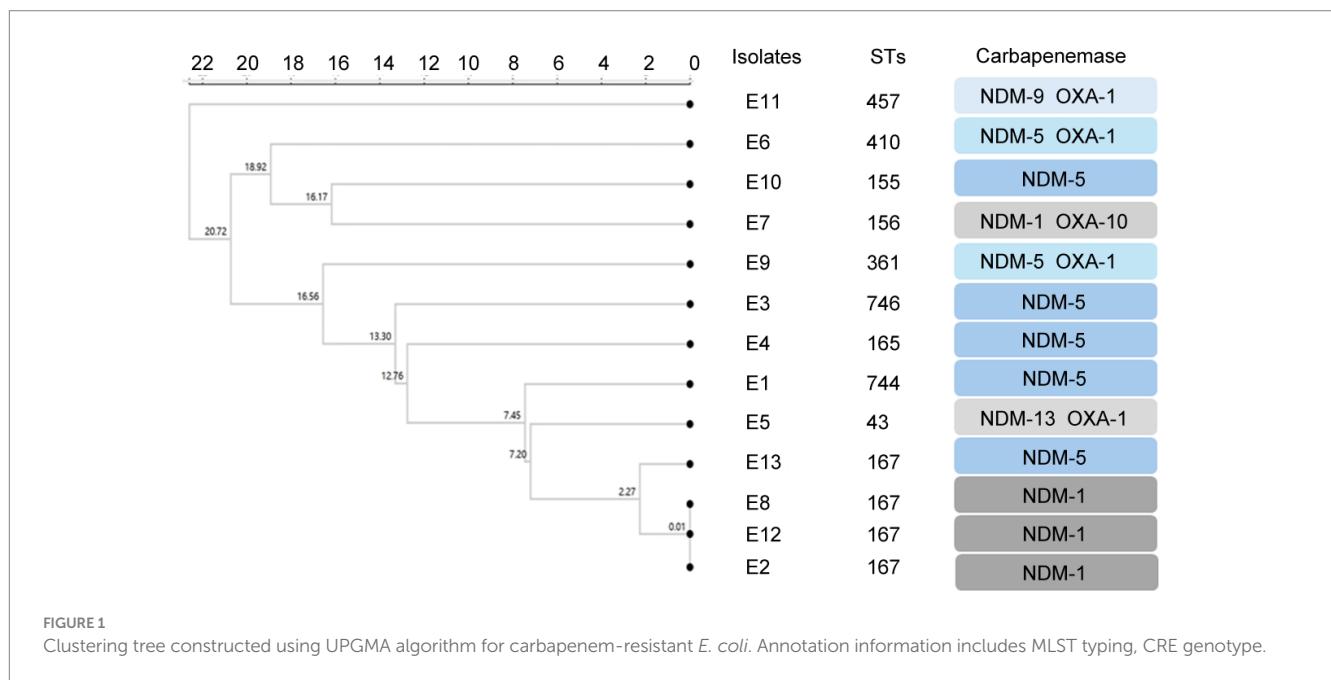 22 20 18 16 14 12 10 8 6 4 2 0 Isolates STs Carbapenemase
E11 457 NDM-9 OXA-1
E6 410 NDM-5 OXA-1
18.92
E10 155 NDM-5
16.17
E7 156 NDM-1 OXA-10
20.72
E9 361 NDM-5 OXA-1
16.56
E3 746 NDM-5
13.30
E4 165 NDM-5
12.76
E1 744 NDM-5
7.45
E5 43 NDM-13 OXA-1
7.20
E13 167 NDM-5
2.27
E8 167 NDM-1
0.01
E12 167 NDM-1
E2 167 NDM-1
FIGURE 1
Clustering tree constructed using UPGMA algorithm for carbapenem-resistant E. coli. Annotation information includes MLST typing, CRE genotype.